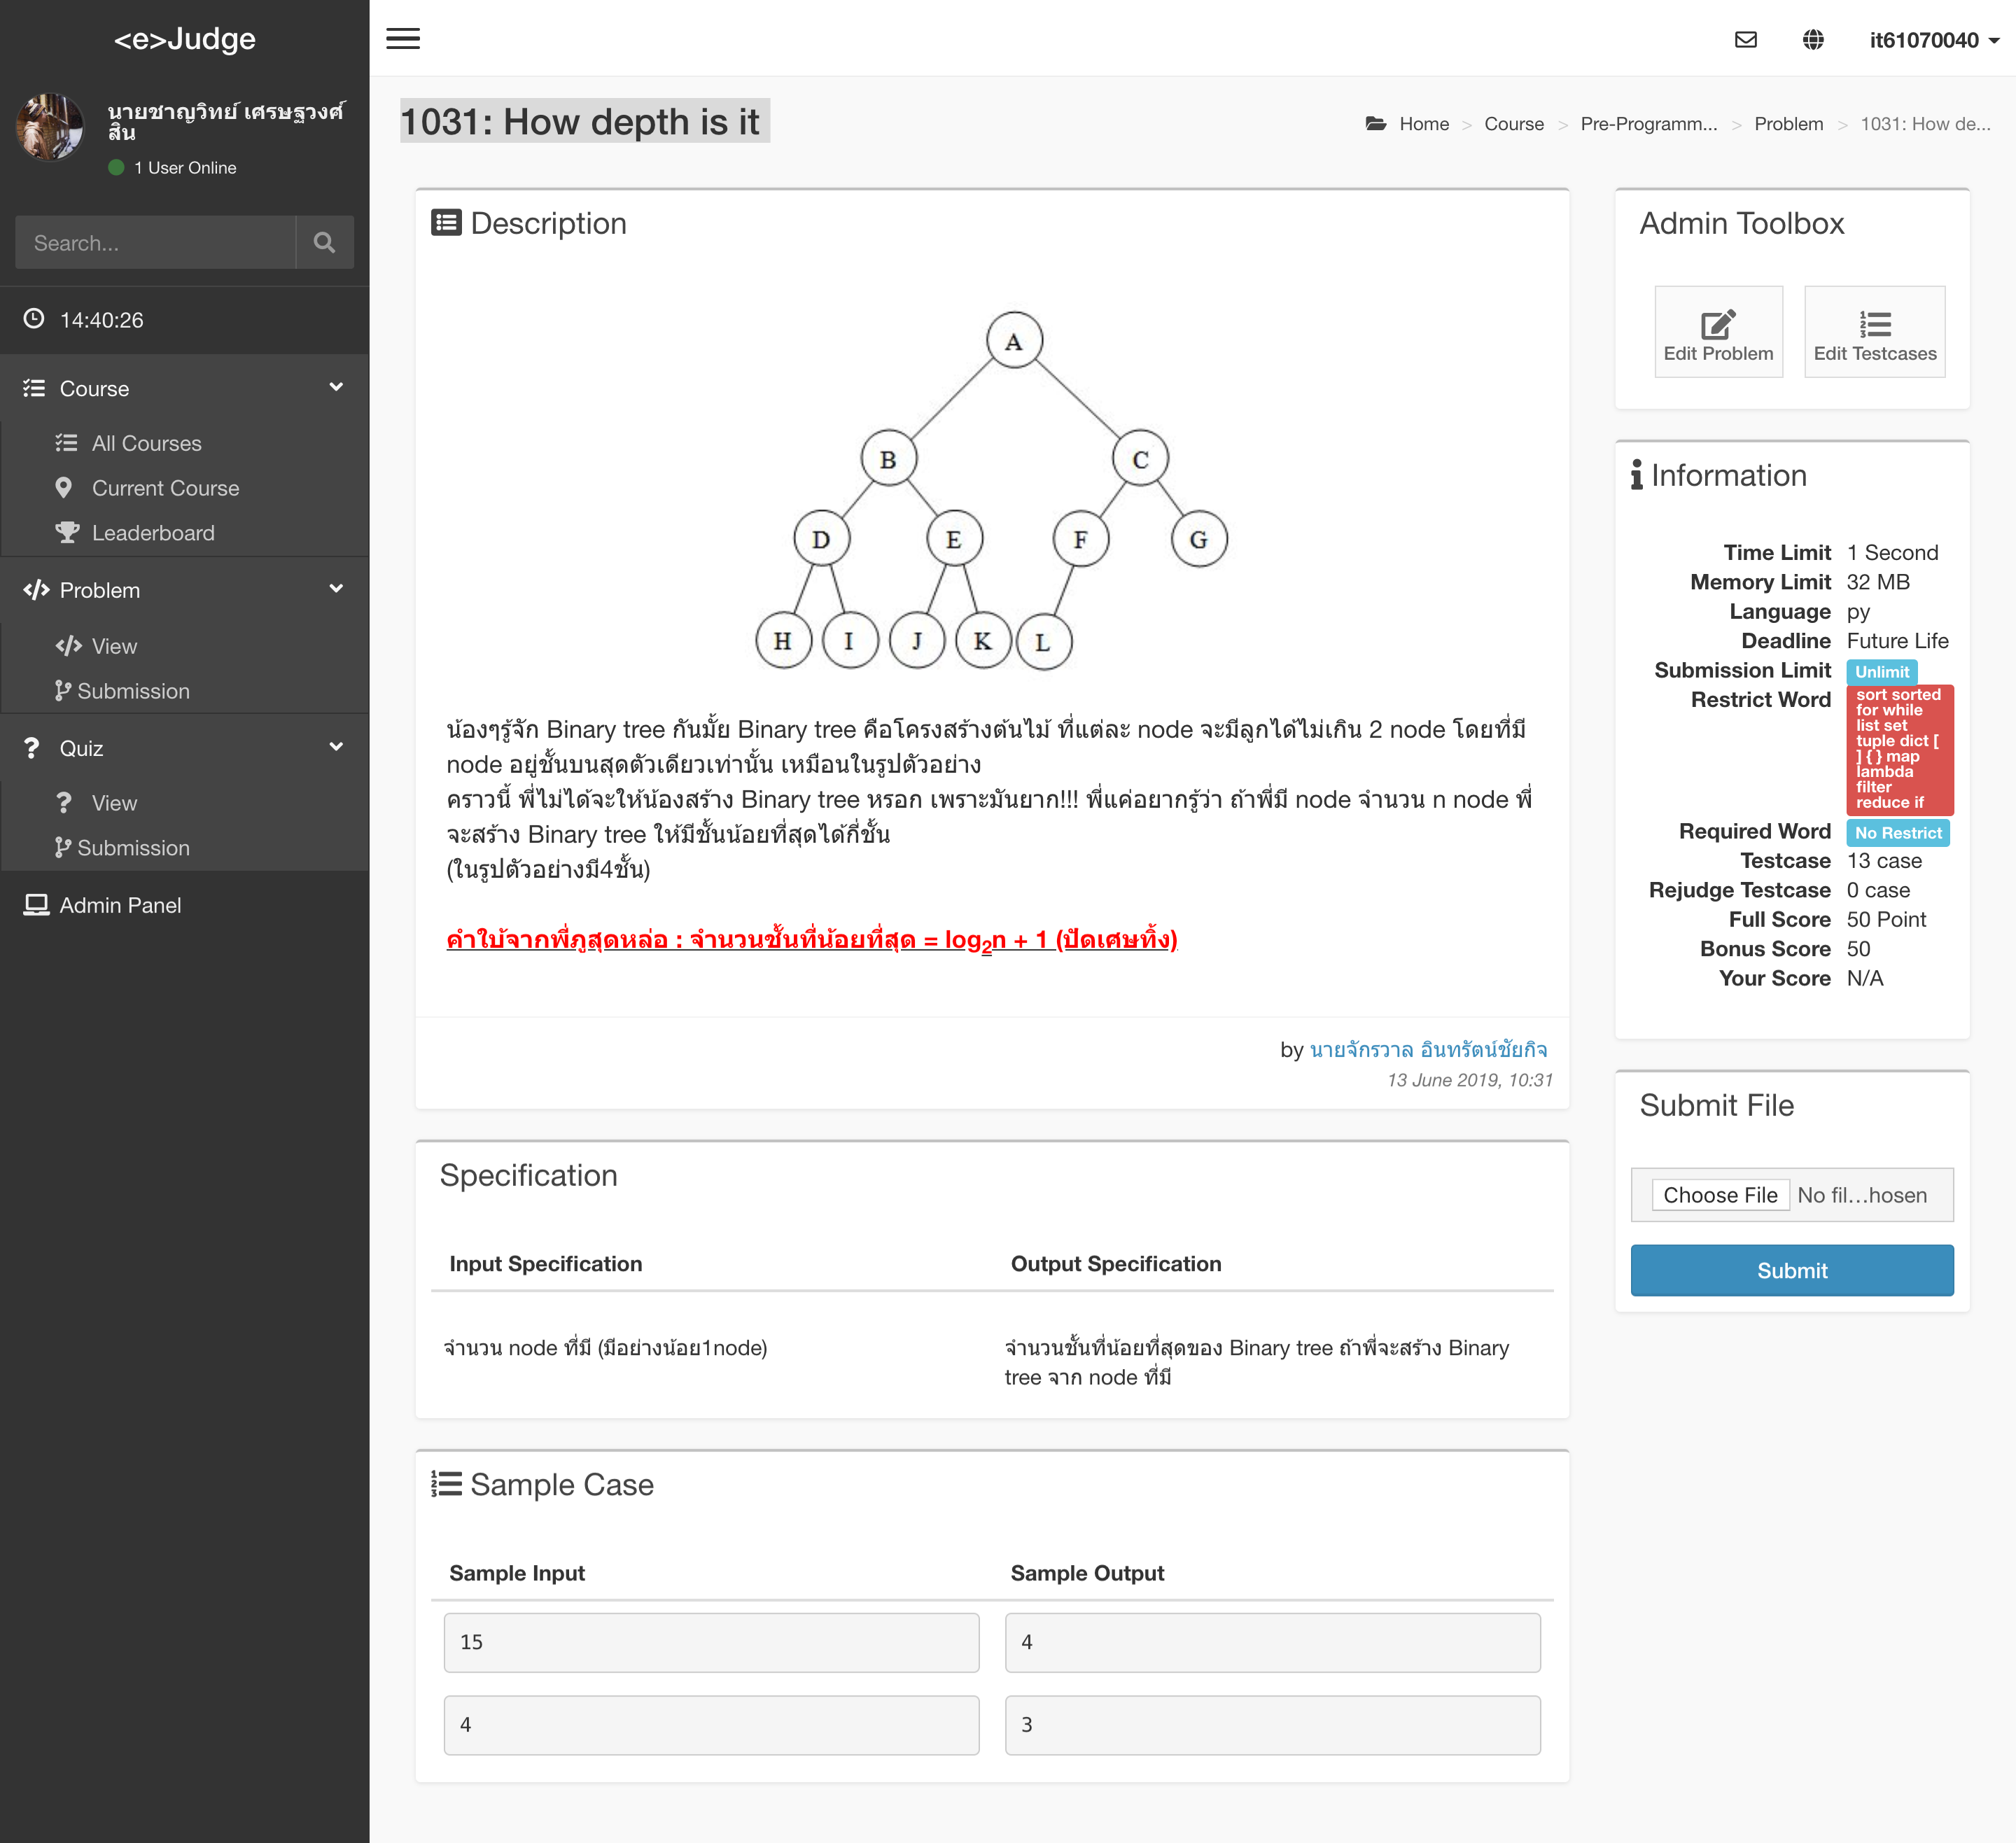 <e>Judge
it61070040
นายชาญวิทย์ เศรษฐวงศ์
สิน
1 User Online
Search...
14:40:26
Course
All Courses
Current Course
Leaderboard
Problem
View
Submission
Quiz
View
Submission
Admin Panel
1031: How depth is it
Home > Course > Pre-Programm... > Problem > 1031: How de...
Description
A
B C
D E F G
H I J K L
น้องๆรู้จัก Binary tree กันมั้ย Binary tree คือโครงสร้างต้นไม้ ที่แต่ละ node จะมีลูกได้ไม่เกิน 2 node โดยที่มี
node อยู่ชั้นบนสุดตัวเดียวเท่านั้น เหมือนในรูปตัวอย่าง
คราวนี้ พี่ไม่ได้จะให้น้องสร้าง Binary tree หรอก เพราะมันยาก!!! พี่แค่อยากรู้ว่า ถ้าพี่มี node จำนวน n node พี่
จะสร้าง Binary tree ให้มีชั้นน้อยที่สุดได้กี่ชั้น
(ในรูปตัวอย่างมี4ชั้น)
คำใบ้จากพี่ภูสุดหล่อ : จำนวนชั้นที่น้อยที่สุด = log2n + 1 (ปัดเศษทิ้ง)
by นายจักรวาล อินทรัตน์ชัยกิจ
13 June 2019, 10:31
Specification
Input Specification Output Specification
จำนวน node ที่มี (มีอย่างน้อย1node)
จำนวนชั้นที่น้อยที่สุดของ Binary tree ถ้าพี่จะสร้าง Binary
tree จาก node ที่มี
Sample Case
Sample Input Sample Output
15 4
4 3
Admin Toolbox
Edit Problem Edit Testcases
Information
Time Limit 1 Second
Memory Limit 32 MB
Language py
Deadline Future Life
Submission Limit Unlimit
Restrict Word sort sorted
for while
list set
tuple dict [
] { } map
lambda
filter
reduce if
Required Word No Restrict
Testcase 13 case
Rejudge Testcase 0 case
Full Score 50 Point
Bonus Score 50
Your Score N/A
Submit File
Choose File No fil...hosen
Submit